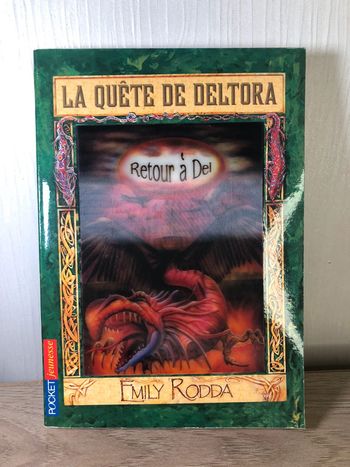 LA QUÊTE DE DELTORA
Retour à Del
EMILY RODDA
POCKET jeunesse